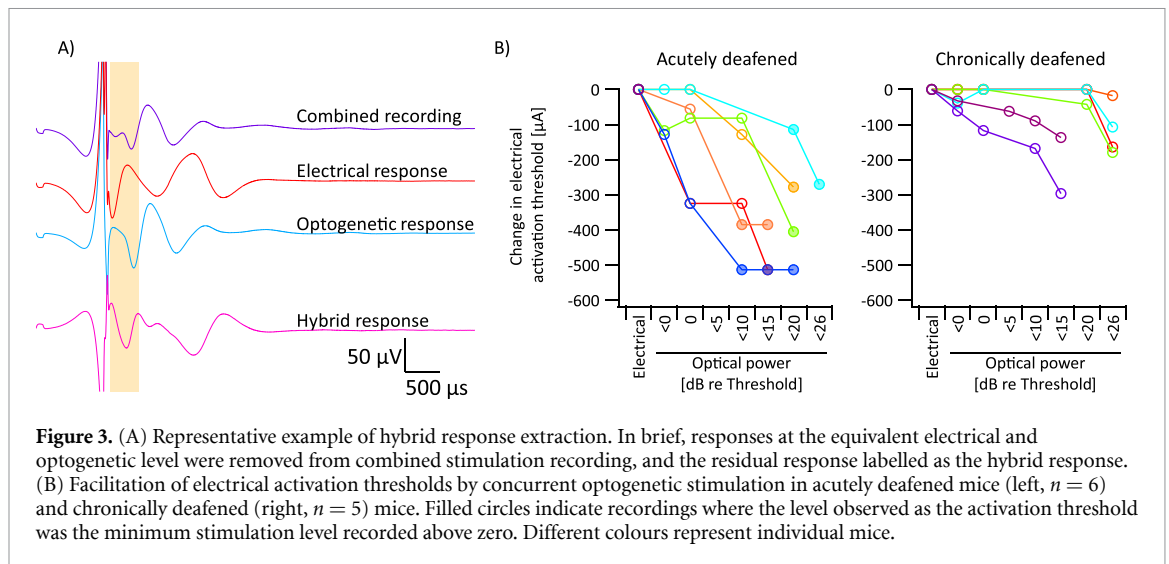 A)
Combined recording
Electrical response
Optogenetic response
Hybrid response
50 µV
500 µs
B)
Acutely deafened
Chronically deafened
Change in electrical
activation threshold [µA]
0
-100
-200
-300
-400
-500
-600
Electrical
<0
0
<5
<10
<15
<20
<26
Optical power
[dB re Threshold]
0
-100
-200
-300
-400
-500
-600
Electrical
<0
0
<5
<10
<15
<20
<26
Optical power
[dB re Threshold]
Figure 3. (A) Representative example of hybrid response extraction. In brief, responses at the equivalent electrical and
optogenetic level were removed from combined stimulation recording, and the residual response labelled as the hybrid response.
(B) Facilitation of electrical activation thresholds by concurrent optogenetic stimulation in acutely deafened mice (left, n = 6)
and chronically deafened (right, n = 5) mice. Filled circles indicate recordings where the level observed as the activation threshold
was the minimum stimulation level recorded above zero. Different colours represent individual mice.